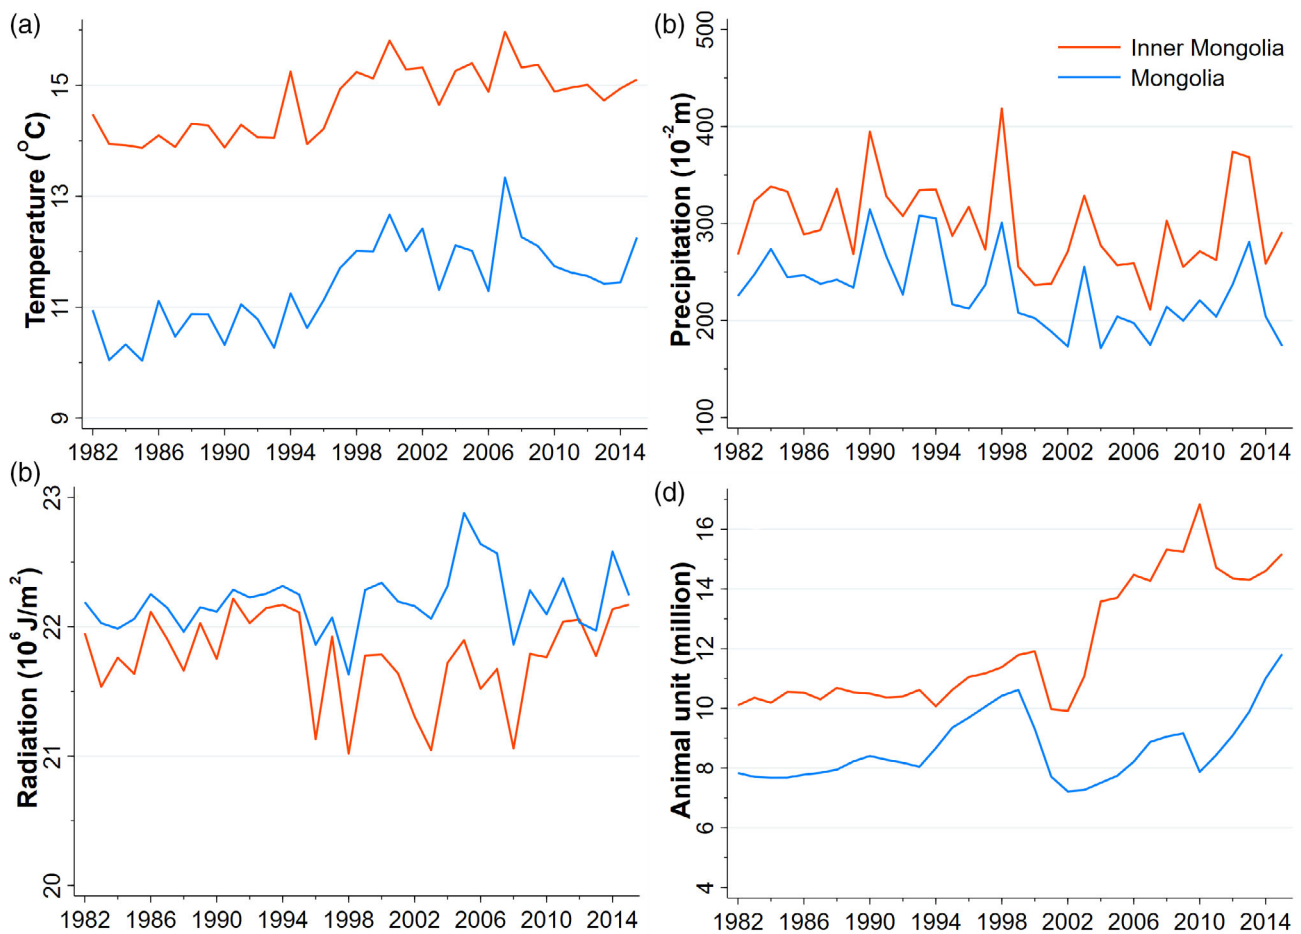 (a)
Temperature (°C)
15
13
11
9
1982 1986 1990 1994 1998 2002 2006 2010 2014
(b)
Precipitation (10⁻²m)
500
400
300
200
100
Inner Mongolia
Mongolia
1982 1986 1990 1994 1998 2002 2006 2010 2014
(b)
Radiation (10⁶J/m²)
23
22
21
20
1982 1986 1990 1994 1998 2002 2006 2010 2014
(d)
Animal unit (million)
16
14
12
10
8
6
4
1982 1986 1990 1994 1998 2002 2006 2010 2014